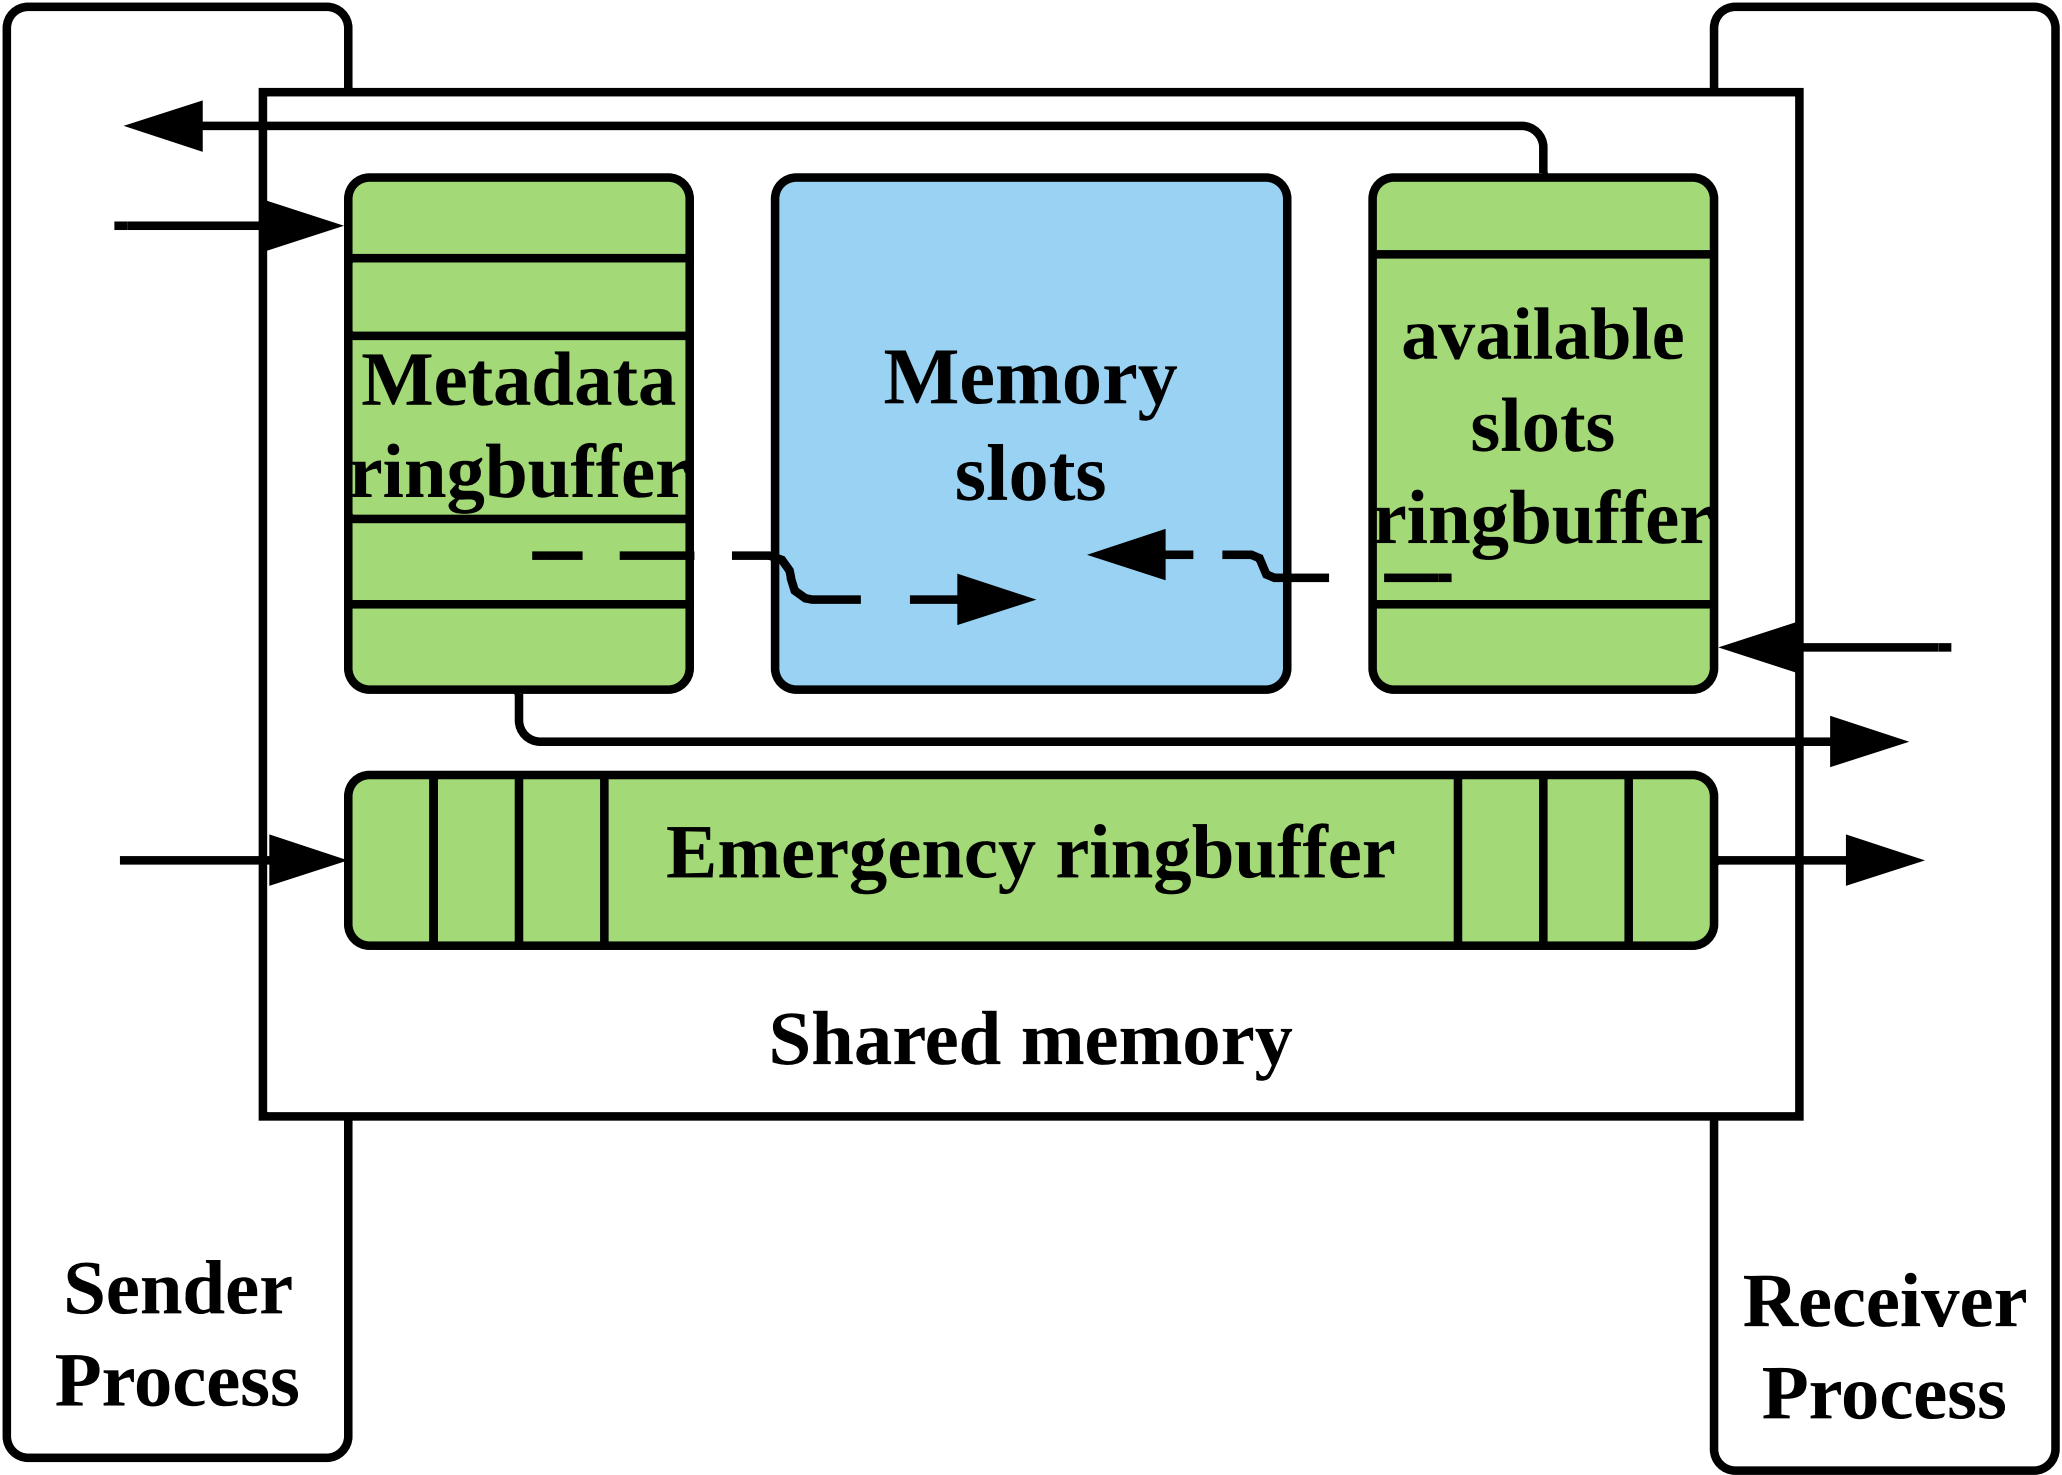 Metadata
ringbuffer
Memory
slots
available
slots
ringbuffer
Emergency ringbuffer
Shared memory
Sender
Process
Receiver
Process